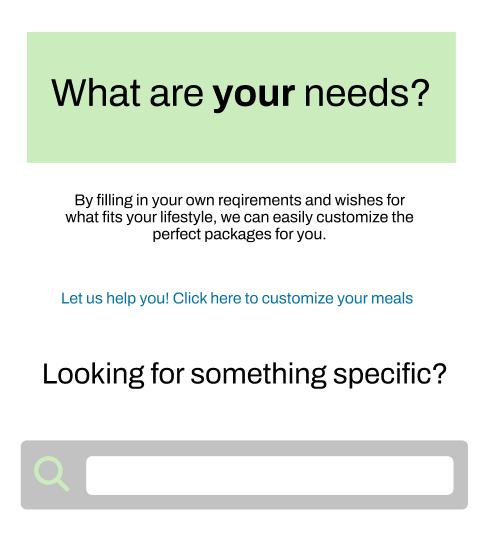 What are your needs?
By filling in your own reqirements and wishes for
what fits your lifestyle, we can easily customize the
perfect packages for you.
Let us help you! Click here to customize your meals
Looking for something specific?